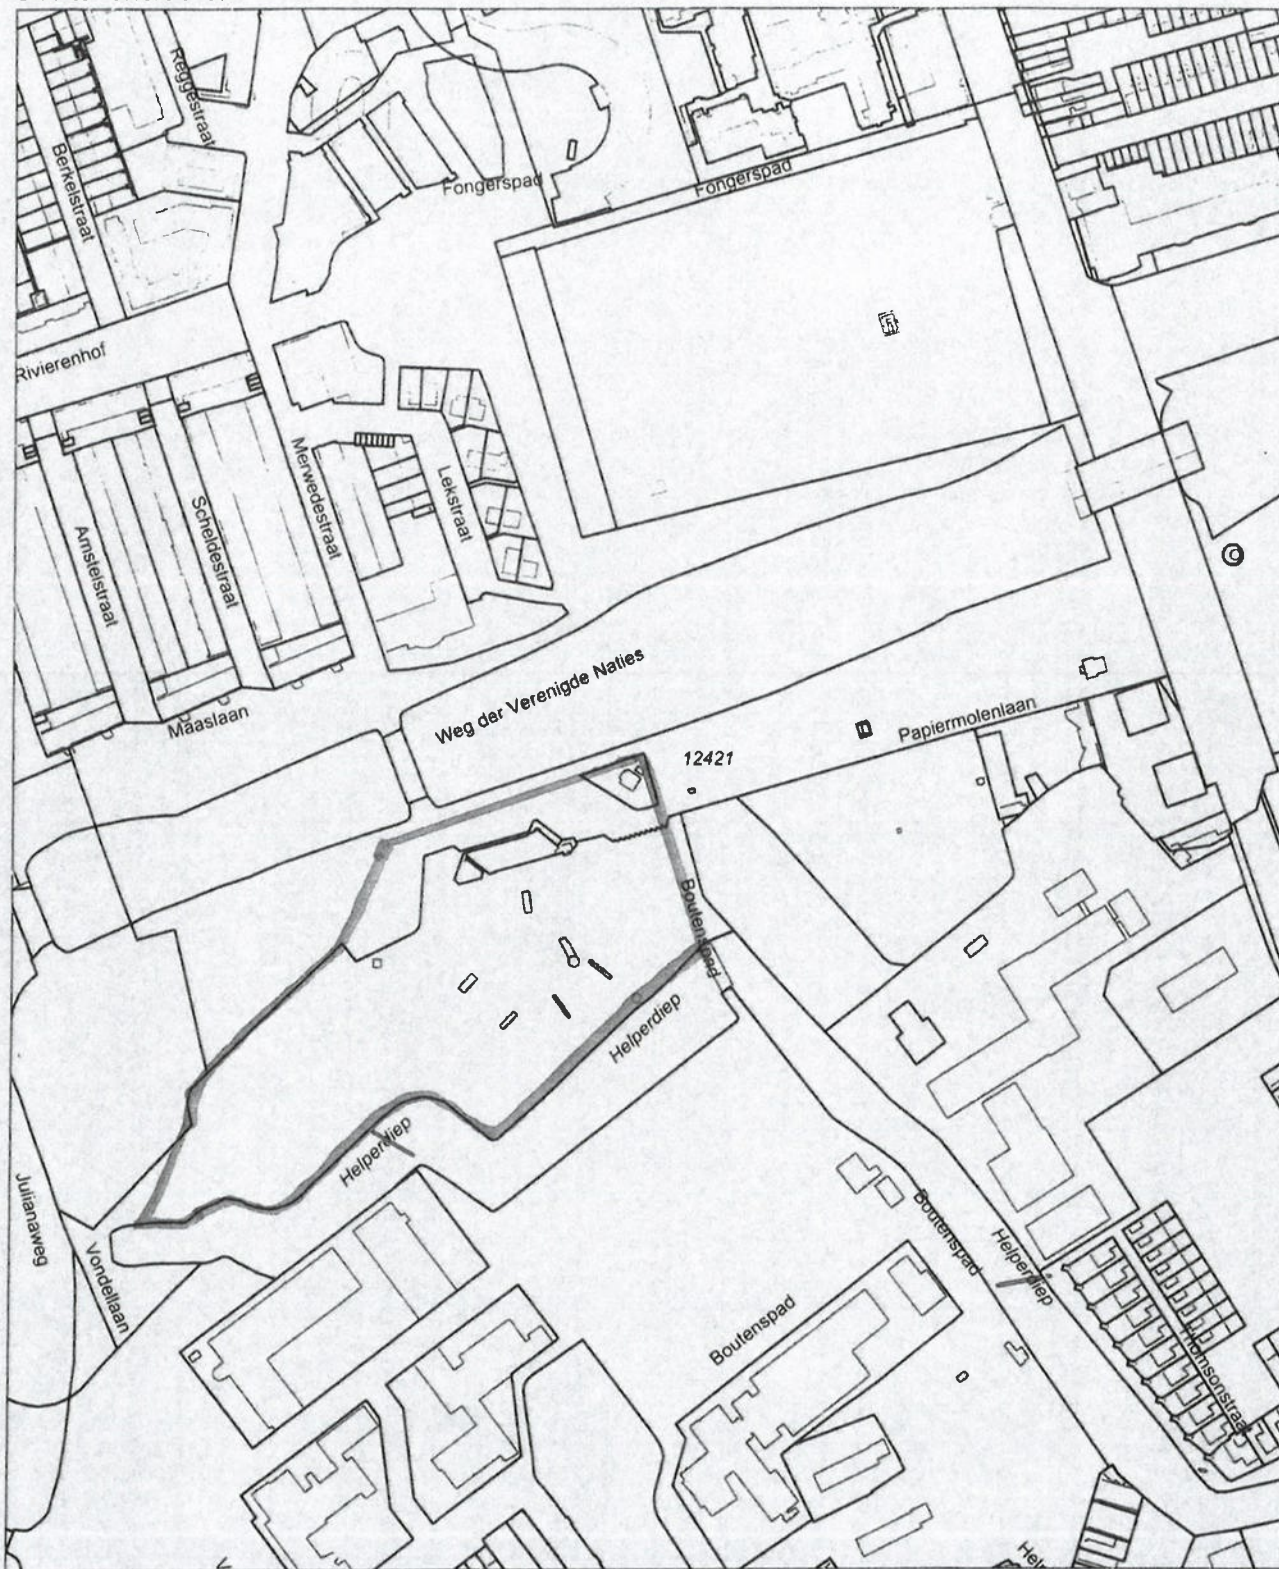 Reggestraat
Berkelstraat
Fongerspad
Fongerspad
Rivierenhof
Merwedestraat
Lekstraat
Scheldestraat
Amstelstraat
Maaslaan
Weg der Verenigde Naties
12421
Papiermolenlaan
Boutenspad
Helperdiep
Helperdiep
Julianaweg
Vondellaan
Boutenspad
Helperdiep
Boutenspad
Thomsonstraat